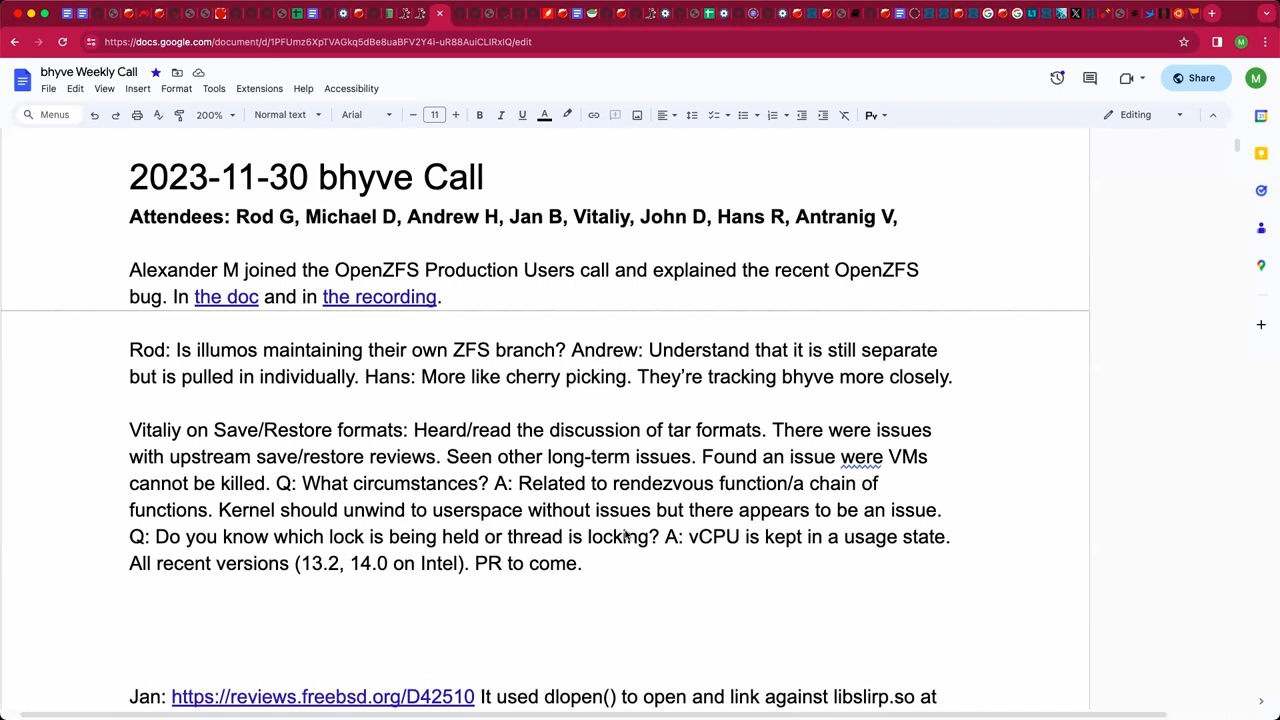 https://docs.google.com/document/d/1PFUmz6XpTVAGkq5dBe8uaBFV2Y4i-uR88AuiCLIRxIQ/edit
M
bhyve Weekly Call
File Edit View Insert Format Tools Extensions Help Accessibility
Share
M
Menus 200% Normal text Arial 11 B I U A Editing
2023-11-30 bhyve Call
Attendees: Rod G, Michael D, Andrew H, Jan B, Vitaliy, John D, Hans R, Antranig V,
Alexander M joined the OpenZFS Production Users call and explained the recent OpenZFS
bug. In the doc and in the recording.
Rod: Is illumos maintaining their own ZFS branch? Andrew: Understand that it is still separate
but is pulled in individually. Hans: More like cherry picking. They're tracking bhyve more closely.
Vitaliy on Save/Restore formats: Heard/read the discussion of tar formats. There were issues
with upstream save/restore reviews. Seen other long-term issues. Found an issue were VMs
cannot be killed. Q: What circumstances? A: Related to rendezvous function/a chain of
functions. Kernel should unwind to userspace without issues but there appears to be an issue.
Q: Do you know which lock is being held or thread is locking? A: vCPU is kept in a usage state.
All recent versions (13.2, 14.0 on Intel). PR to come.
Jan: https://reviews.freebsd.org/D42510 It used dlopen() to open and link against libslirp.so at